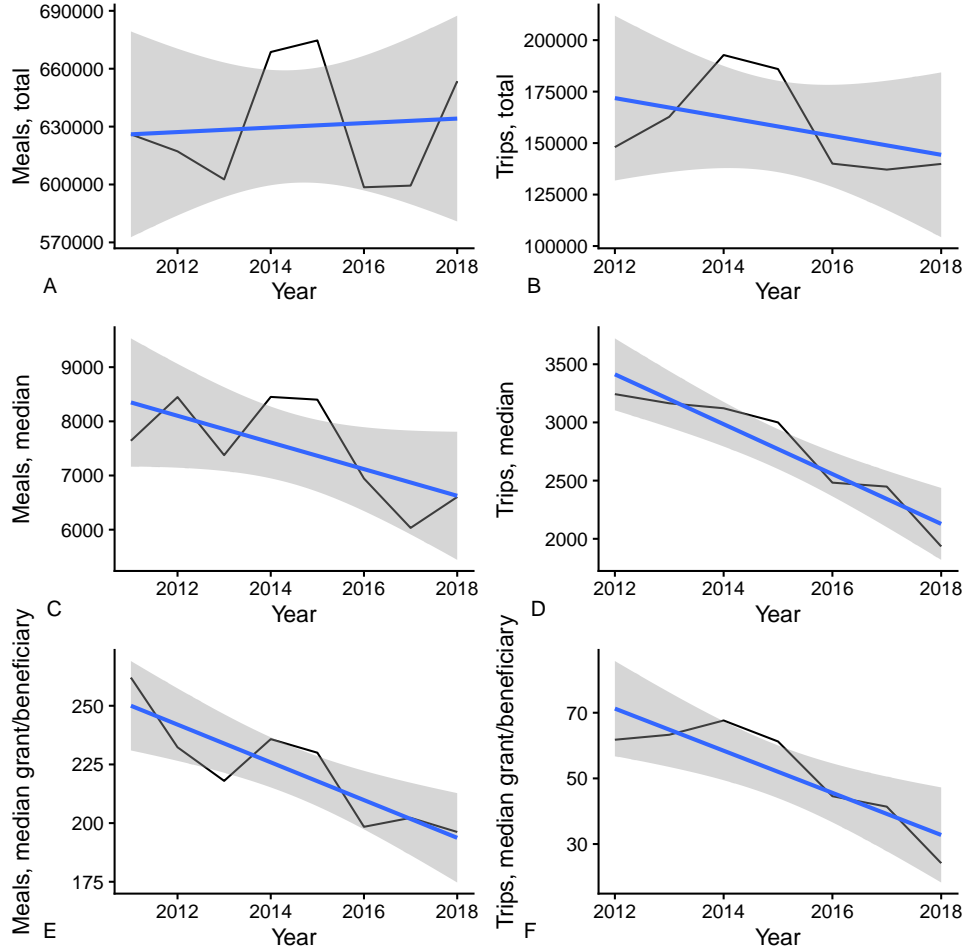 Meals, total
690000
660000
630000
600000
570000
2012 2014 2016 2018
Year
A
Trips, total
200000
175000
150000
125000
100000
2012 2014 2016 2018
Year
B
Meals, median
9000
8000
7000
6000
2012 2014 2016 2018
Year
C
Trips, median
3500
3000
2500
2000
2012 2014 2016 2018
Year
D
Meals, median grant/beneficiary
250
225
200
175
2012 2014 2016 2018
Year
E
Trips, median grant/beneficiary
70
50
30
2012 2014 2016 2018
Year
F